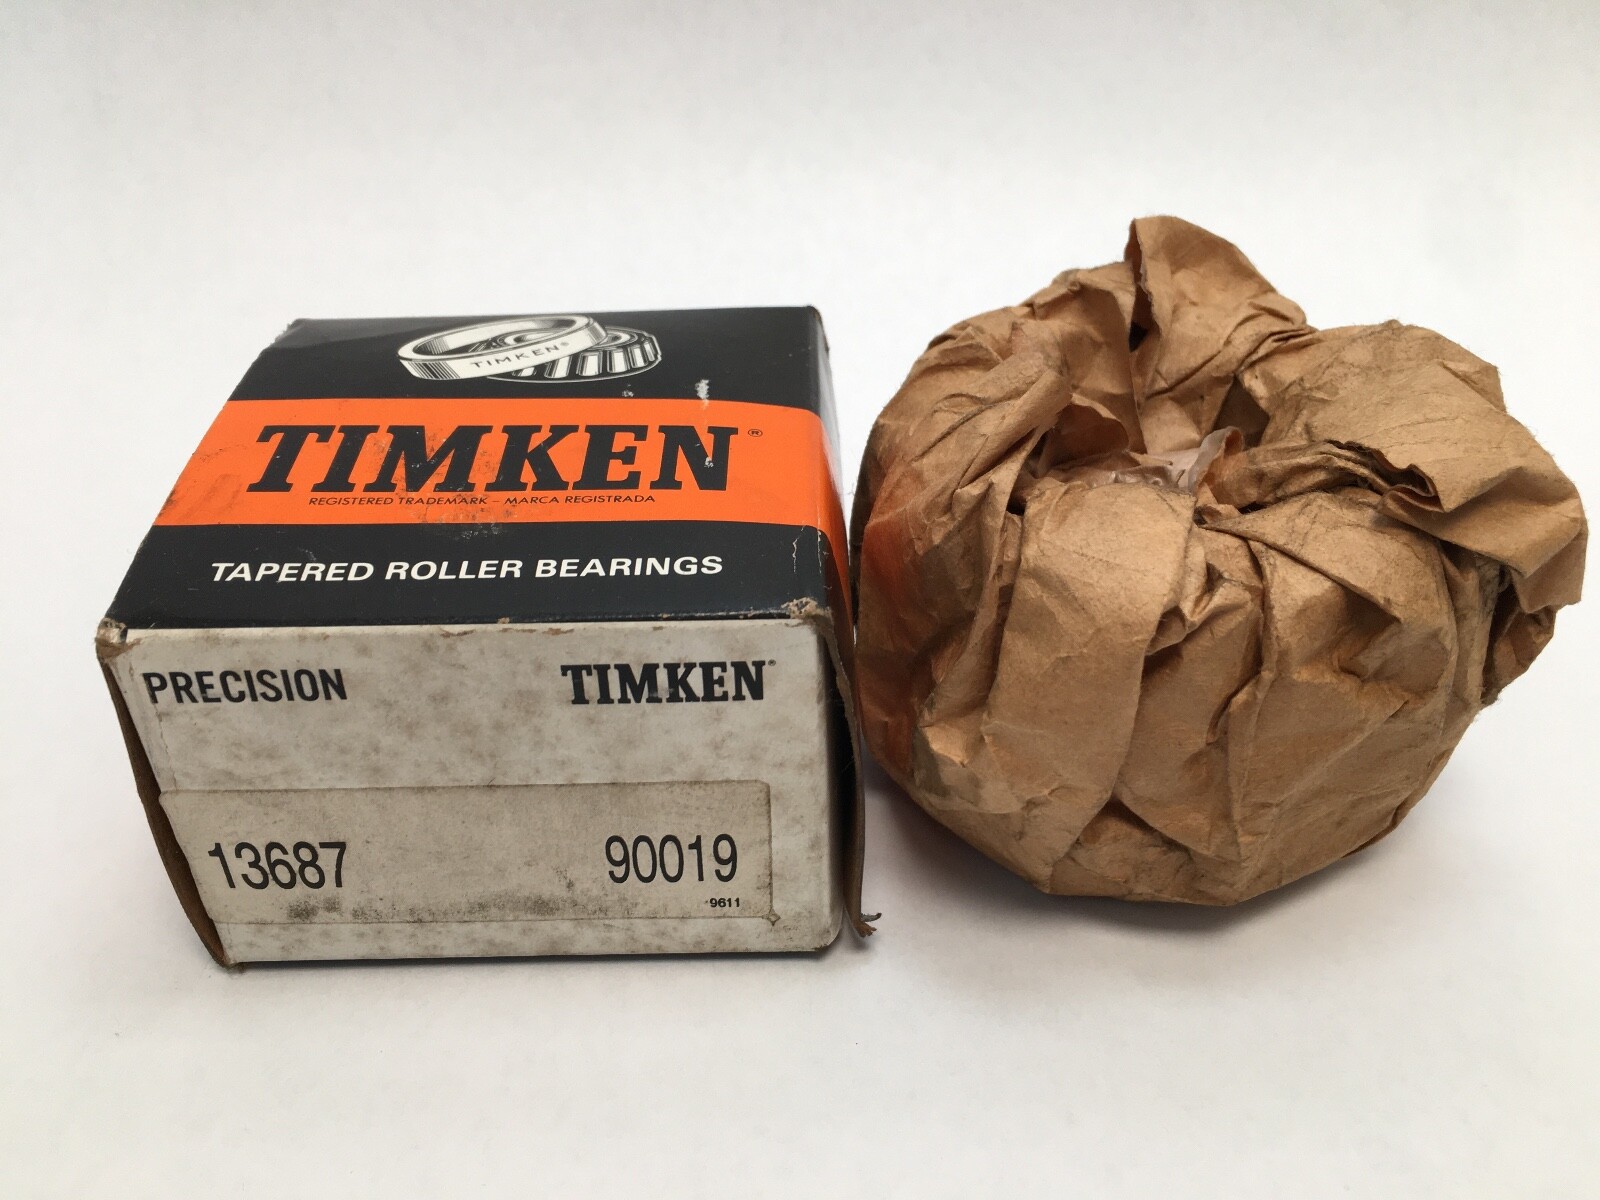 TIMKEN®
TIMKEN®
REGISTERED TRADEMARK – MARCA REGISTRADA
TAPERED ROLLER BEARINGS
PRECISION TIMKEN®
13687 90019
9611